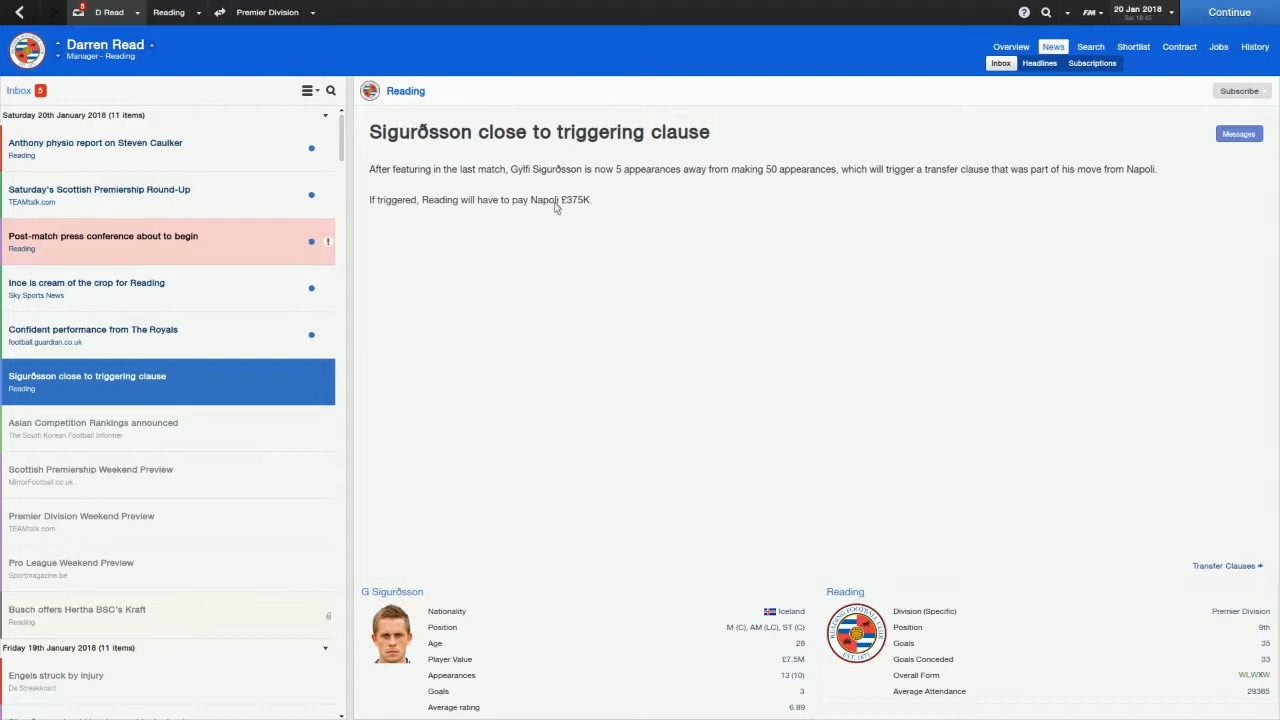 5
D Read
Reading
Premier Division
FM
20 Jan 2018
Sat 16:45
Continue
Darren Read
Manager - Reading
Overview
News
Search
Shortlist
Contract
Jobs
History
Inbox
Headlines
Subscriptions
Inbox 5
Saturday 20th January 2018 (11 items)
Anthony physio report on Steven Caulker
Reading
Saturday's Scottish Premiership Round-Up
TEAMtalk.com
Post-match press conference about to begin
Reading
Ince is cream of the crop for Reading
Sky Sports News
Confident performance from The Royals
football.guardian.co.uk
Sigurðsson close to triggering clause
Reading
Asian Competition Rankings announced
The South Korean Football Informer
Scottish Premiership Weekend Preview
MirrorFootball.co.uk
Premier Division Weekend Preview
TEAMtalk.com
Pro League Weekend Preview
Sportmagazine.be
Busch offers Hertha BSC's Kraft
Reading
Friday 19th January 2018 (11 items)
Engels struck by injury
De Streekkrant
Reading
Subscribe
Sigurðsson close to triggering clause
Messages
After featuring in the last match, Gylfi Sigurðsson is now 5 appearances away from making 50 appearances, which will trigger a transfer clause that was part of his move from Napoli.
If triggered, Reading will have to pay Napoli £375K.
Transfer Clauses
G Sigurðsson
Nationality Iceland
Position M (C), AM (LC), ST (C)
Age 28
Player Value £7.5M
Appearances 13 (10)
Goals 3
Average rating 6.89
Reading
READING FOOTBALL CLUB
EST. 1871
Division (Specific) Premier Division
Position 9th
Goals 35
Goals Conceded 33
Overall Form WLWXW
Average Attendance 29385